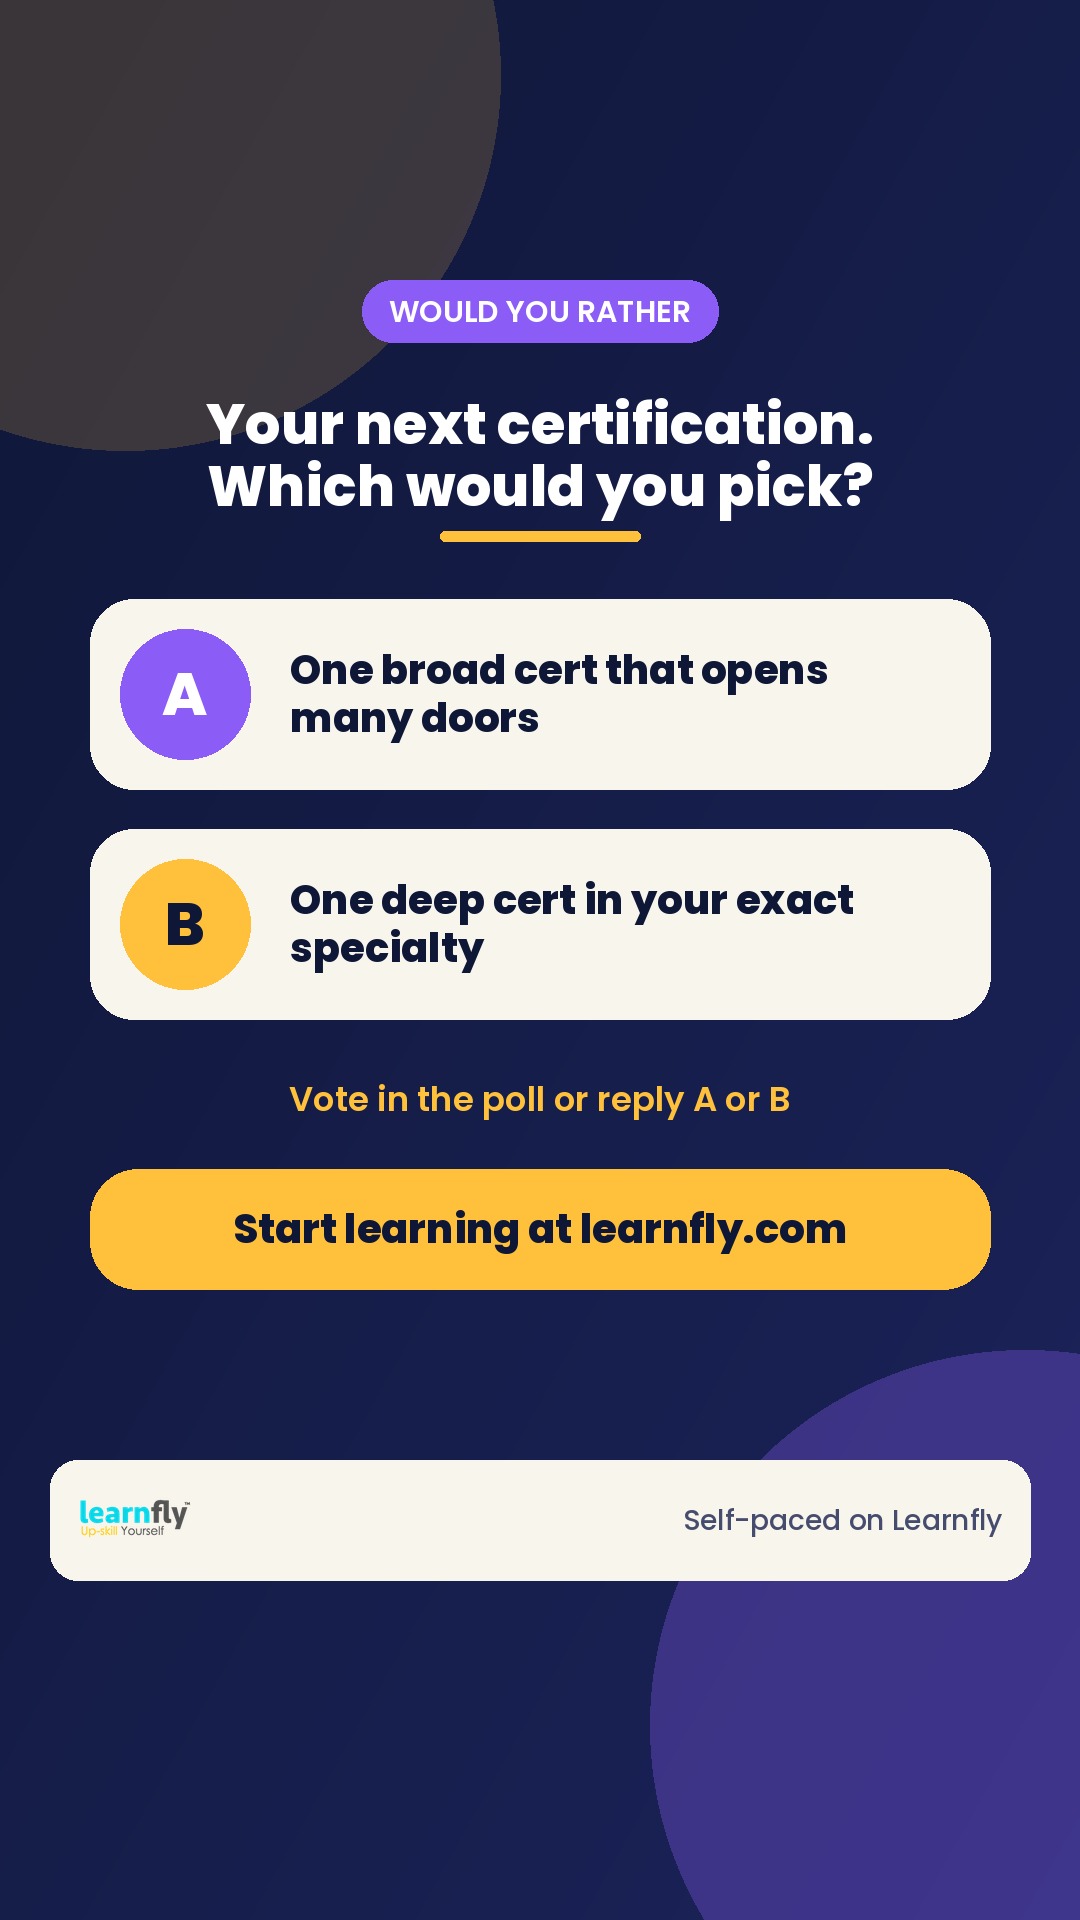 WOULD YOU RATHER
Your next certification.
Which would you pick?
A
One broad cert that opens
many doors
B
One deep cert in your exact
specialty
Vote in the poll or reply A or B
Start learning at learnfly.com
learnfly™
Up-skill Yourself
Self-paced on Learnfly